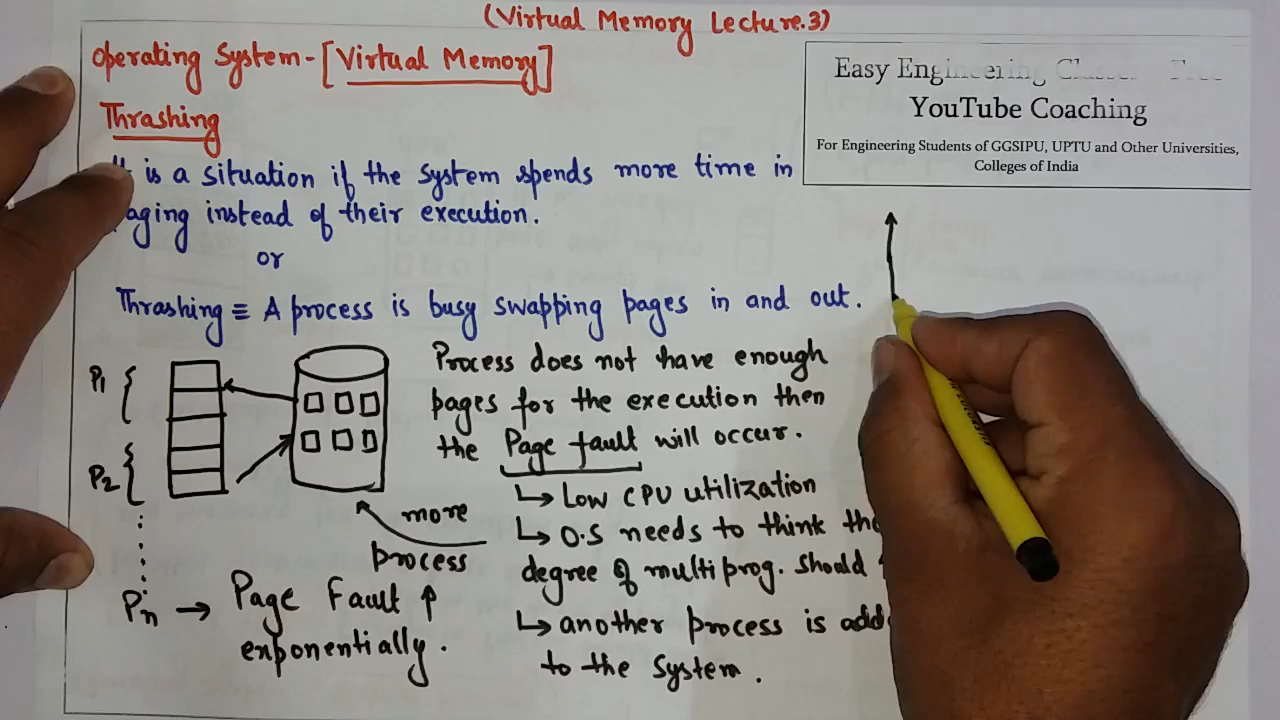 (Virtual Memory Lecture.3)
Operating System - [Virtual Memory]
Easy Engineering Classes Free
YouTube Coaching
For Engineering Students of GGSIPU, UPTU and Other Universities,
Colleges of India
Thrashing
It is a situation if the system spends more time in
aging instead of their execution.
or
Thrashing ≡ A process is busy swapping pages in and out.
P1 {
P2 {
Process does not have enough
pages for the execution then
the Page fault will occur.
↳ Low CPU utilization
↳ O.S needs to think the
degree of multiprog. should
↳ another process is add
to the system.
more
process
Pn → Page Fault ↑
exponentially.